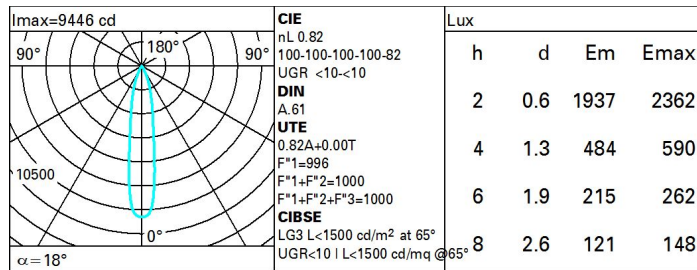 Imax=9446 cd
90°
180°
90°
10500
0°
α=18°
CIE
nL 0.82
100-100-100-100-82
UGR <10-<10
DIN
A.61
UTE
0.82A+0.00T
F"1=996
F"1+F"2=1000
F"1+F"2+F"3=1000
CIBSE
LG3 L<1500 cd/m² at 65°
UGR<10 | L<1500 cd/mq @65°
Lux
h d Em Emax
2 0.6 1937 2362
4 1.3 484 590
6 1.9 215 262
8 2.6 121 148